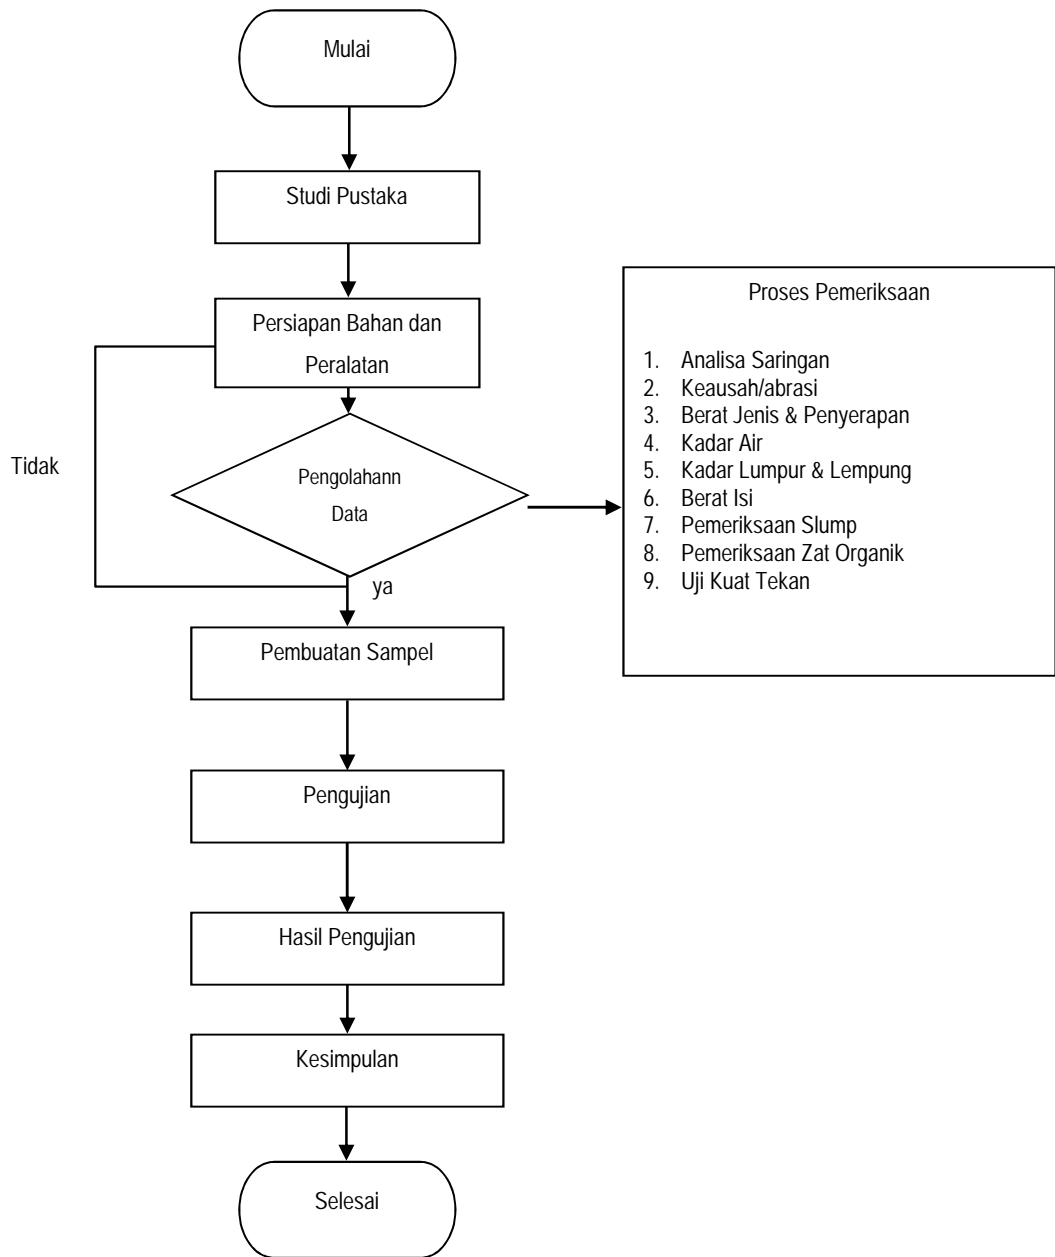 Mulai
Studi Pustaka
Persiapan Bahan dan
Peralatan
Proses Pemeriksaan
1. Analisa Saringan
2. Keausah/abrasi
3. Berat Jenis & Penyerapan
4. Kadar Air
5. Kadar Lumpur & Lempung
6. Berat Isi
7. Pemeriksaan Slump
8. Pemeriksaan Zat Organik
9. Uji Kuat Tekan
Tidak
Pengolahann
Data
ya
Pembuatan Sampel
Pengujian
Hasil Pengujian
Kesimpulan
Selesai